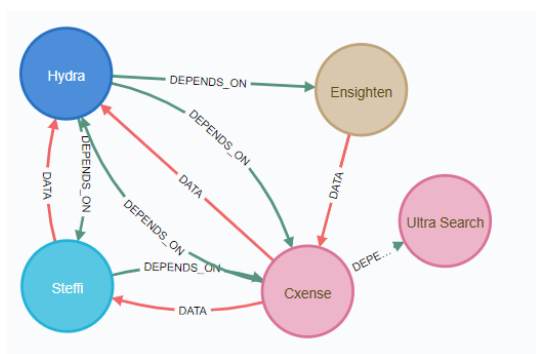 Hydra
DEPENDS_ON
Ensighten
DEPENDS_ON
DEPENDS_ON
DATA
DATA
DATA
DEPENDS_ON
Ultra Search
DEPE...
DEPENDS_ON
Steffi
Cxense
DATA